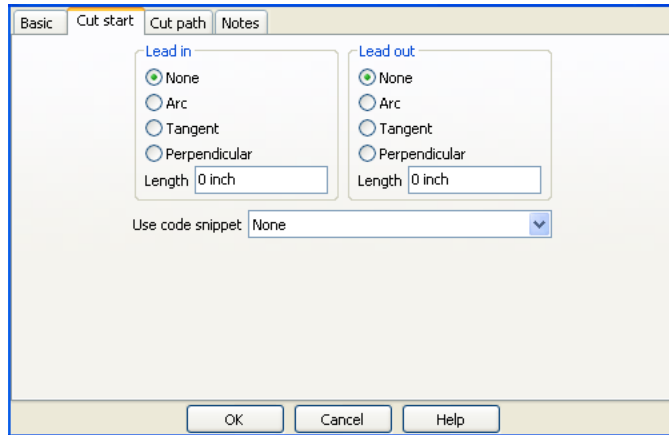 Basic Cut start Cut path Notes
Lead in Lead out
None None
Arc Arc
Tangent Tangent
Perpendicular Perpendicular
Length 0 inch Length 0 inch
Use code snippet None
OK Cancel Help